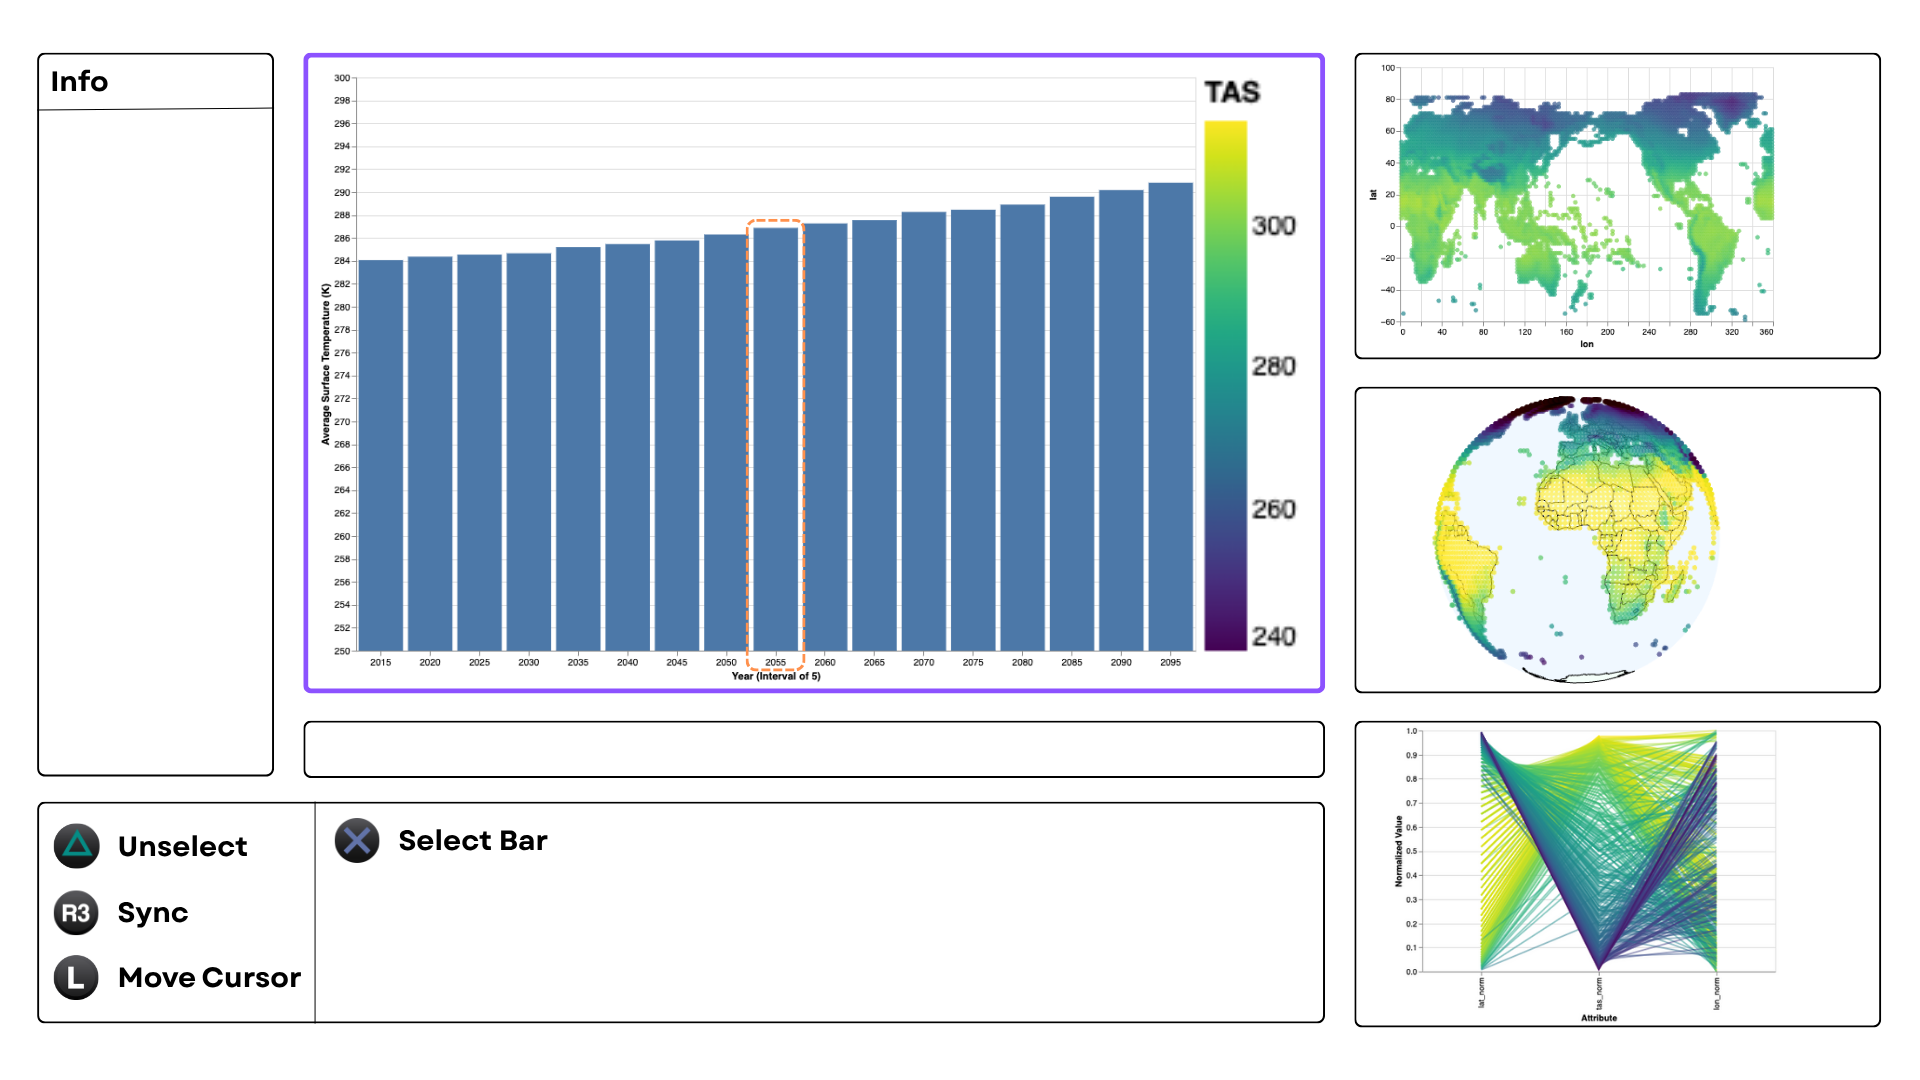 Info
300
298
296
294
292
290
288
286
284
282
280
278
276
274
272
270
268
266
264
262
260
258
256
254
252
250
Average Surface Temperature (K)
2015 2020 2025 2030 2035 2040 2045 2050 2055 2060 2065 2070 2075 2080 2085 2090 2095
Year (Interval of 5)
TAS
300
280
260
240
100
80
60
40
20
0
−20
−40
−60
lat
0 40 80 120 160 200 240 280 320 360
lon
1.0
0.9
0.8
0.7
0.6
0.5
0.4
0.3
0.2
0.1
0.0
Normalized Value
lat_norm
tas_norm
lon_norm
Attribute
Unselect
R3 Sync
L Move Cursor
Select Bar